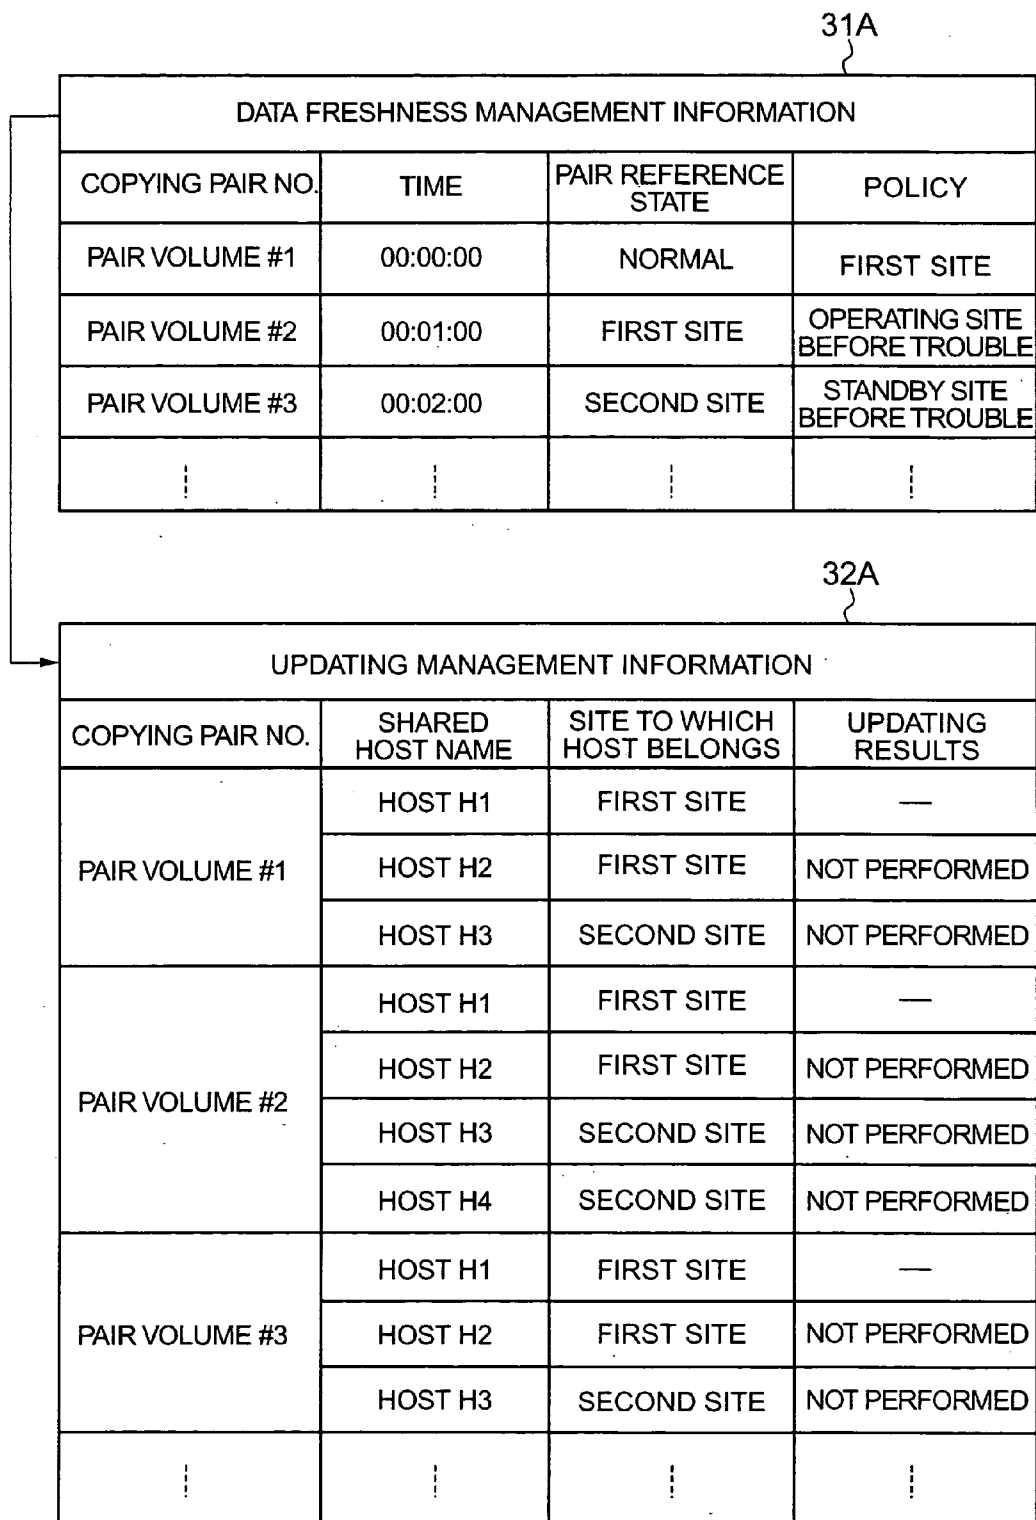 31A
DATA FRESHNESS MANAGEMENT INFORMATION
COPYING PAIR NO.
TIME
PAIR REFERENCE
STATE
POLICY
PAIR VOLUME #1
00:00:00
NORMAL
FIRST SITE
PAIR VOLUME #2
00:01:00
FIRST SITE
OPERATING SITE
BEFORE TROUBLE
PAIR VOLUME #3
00:02:00
SECOND SITE
STANDBY SITE
BEFORE TROUBLE
32A
UPDATING MANAGEMENT INFORMATION
COPYING PAIR NO.
SHARED
HOST NAME
SITE TO WHICH
HOST BELONGS
UPDATING
RESULTS
PAIR VOLUME #1
HOST H1
FIRST SITE
—
HOST H2
FIRST SITE
NOT PERFORMED
HOST H3
SECOND SITE
NOT PERFORMED
PAIR VOLUME #2
HOST H1
FIRST SITE
—
HOST H2
FIRST SITE
NOT PERFORMED
HOST H3
SECOND SITE
NOT PERFORMED
HOST H4
SECOND SITE
NOT PERFORMED
PAIR VOLUME #3
HOST H1
FIRST SITE
—
HOST H2
FIRST SITE
NOT PERFORMED
HOST H3
SECOND SITE
NOT PERFORMED